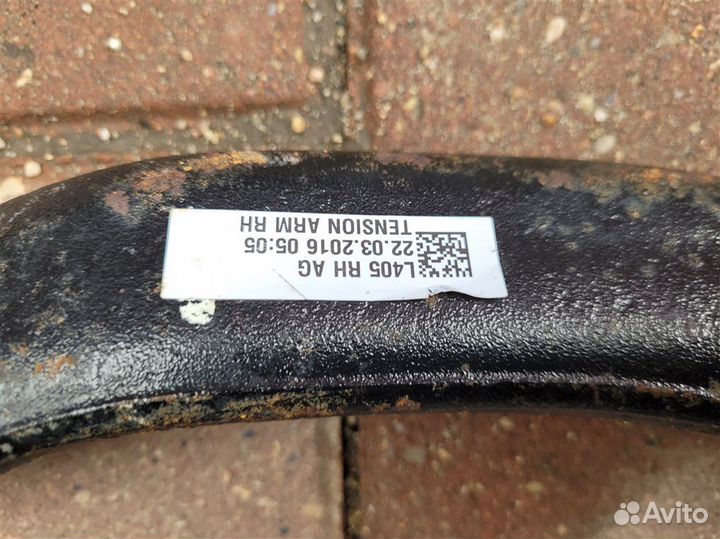 L405 RH AG
22.03.2016 05:05
TENSION ARM RH
Avito